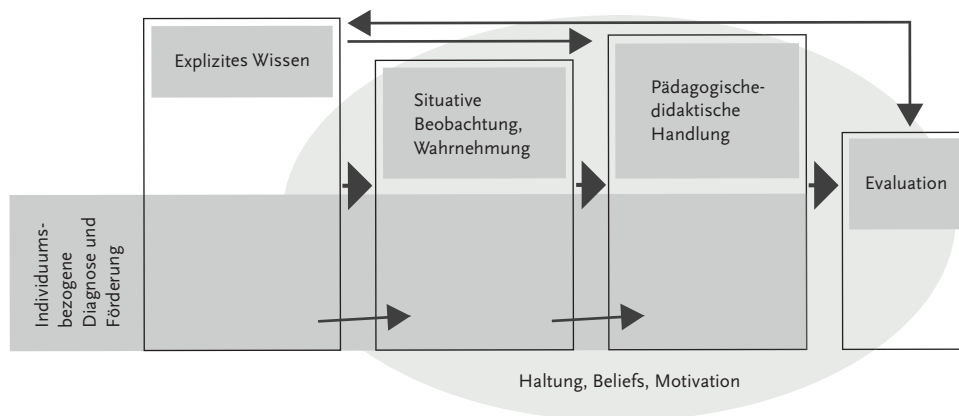 Explizites Wissen
Situative
Beobachtung,
Wahrnehmung
Pädagogische-
didaktische
Handlung
Evaluation
Individuums-
bezogene
Diagnose und
Förderung
Haltung, Beliefs, Motivation